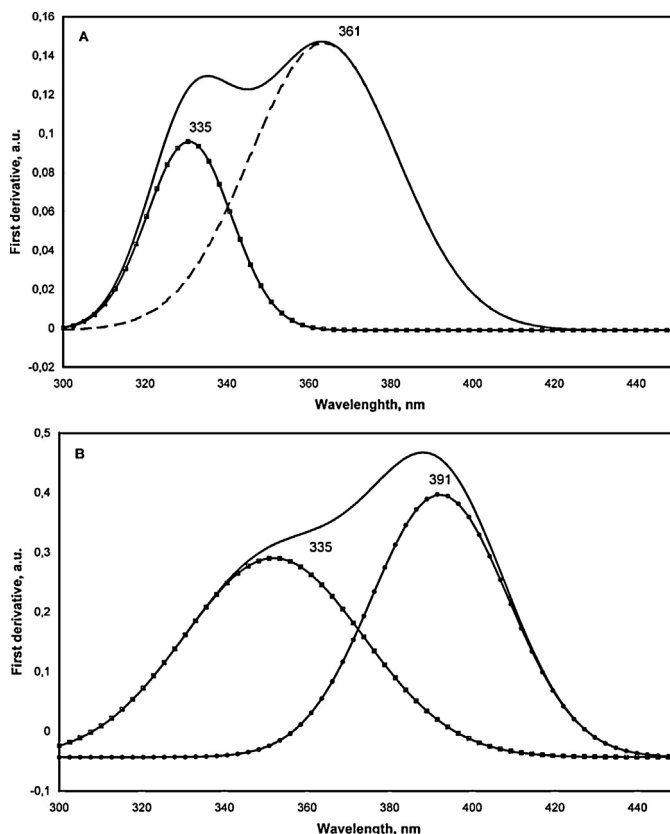 0,16
A
361
0,14
0,12
335
0,1
First derivative, a.u.
0,08
0,06
0,04
0,02
0
-0,02
300 320 340 360 380 400 420 440
Wavelenghth, nm
0,5
B
391
0,4
335
0,3
First derivative, a.u.
0,2
0,1
0
-0,1
300 320 340 360 380 400 420 440
Wavelength, nm